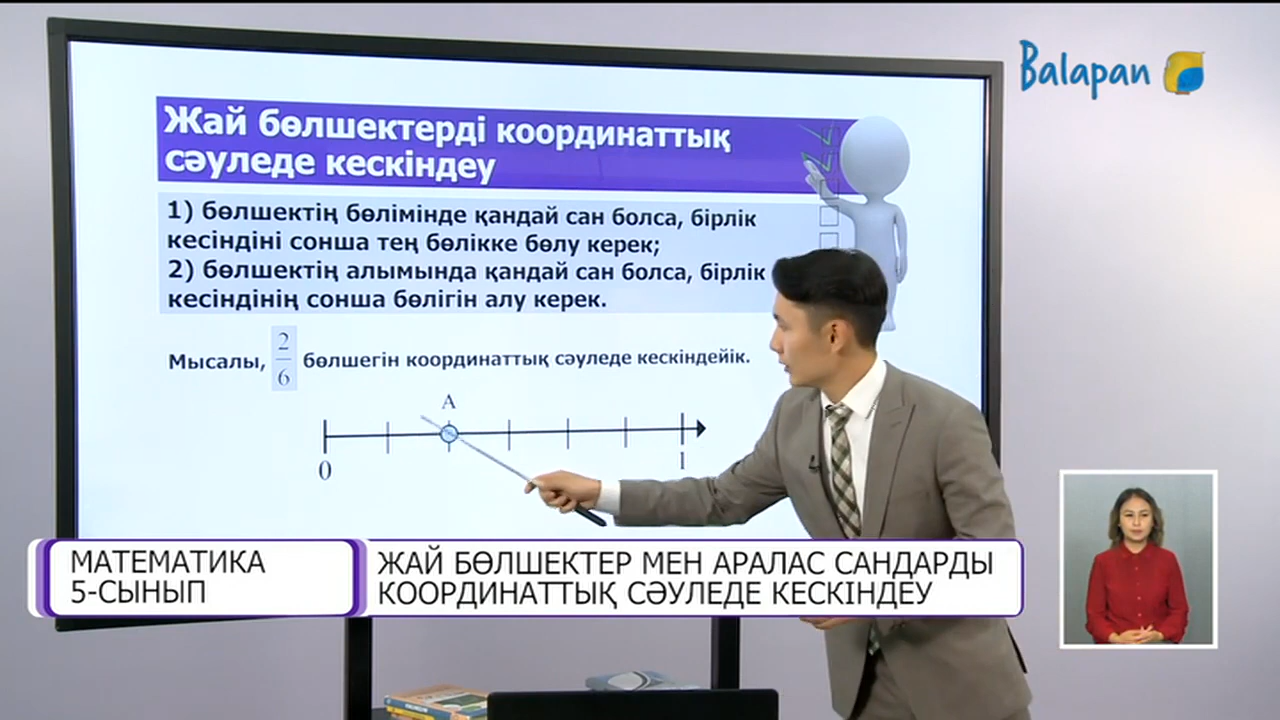 Balapan
Жай бөлшектерді координаттық
сәуледе кескіндеу
1) бөлшектің бөлімінде қандай сан болса, бірлік
кесіндіні сонша тең бөлікке бөлу керек;
2) бөлшектің алымында қандай сан болса, бірлік
кесіндінің сонша бөлігін алу керек.
Мысалы, 2/6 бөлшегін координаттық сәуледе кескіндейік.
A
0 1
МАТЕМАТИКА
5-СЫНЫП
ЖАЙ БӨЛШЕКТЕР МЕН АРАЛАС САНДАРДЫ
КООРДИНАТТЫҚ СӘУЛЕДЕ КЕСКІНДЕУ